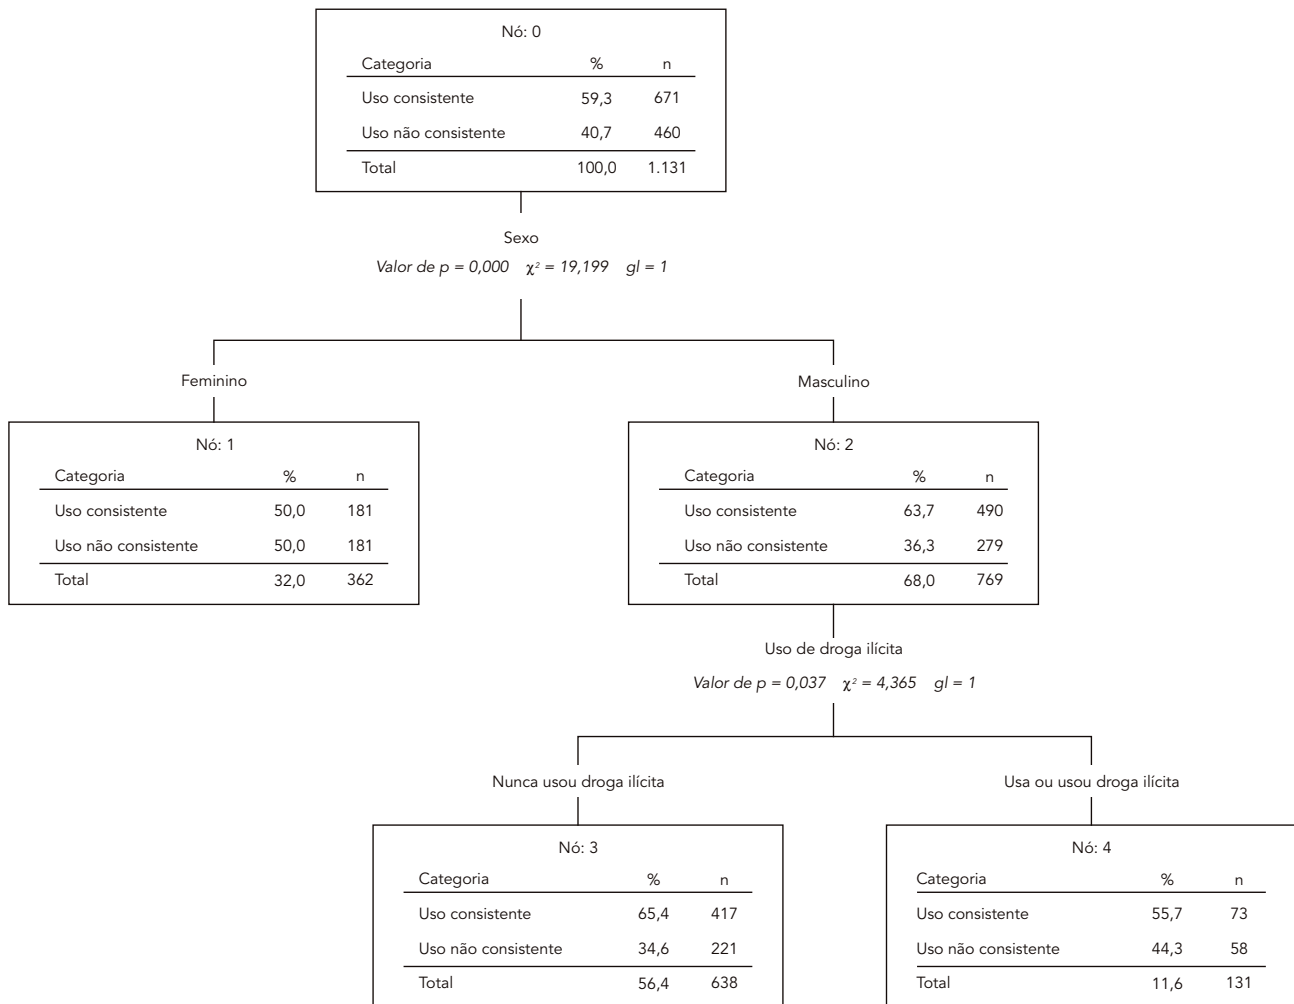 Nó: 0
Categoria % n
Uso consistente 59,3 671
Uso não consistente 40,7 460
Total 100,0 1.131
Sexo
Valor de p = 0,000 χ² = 19,199 gl = 1
Feminino
Masculino
Nó: 1
Categoria % n
Uso consistente 50,0 181
Uso não consistente 50,0 181
Total 32,0 362
Nó: 2
Categoria % n
Uso consistente 63,7 490
Uso não consistente 36,3 279
Total 68,0 769
Uso de droga ilícita
Valor de p = 0,037 χ² = 4,365 gl = 1
Nunca usou droga ilícita
Usa ou usou droga ilícita
Nó: 3
Categoria % n
Uso consistente 65,4 417
Uso não consistente 34,6 221
Total 56,4 638
Nó: 4
Categoria % n
Uso consistente 55,7 73
Uso não consistente 44,3 58
Total 11,6 131